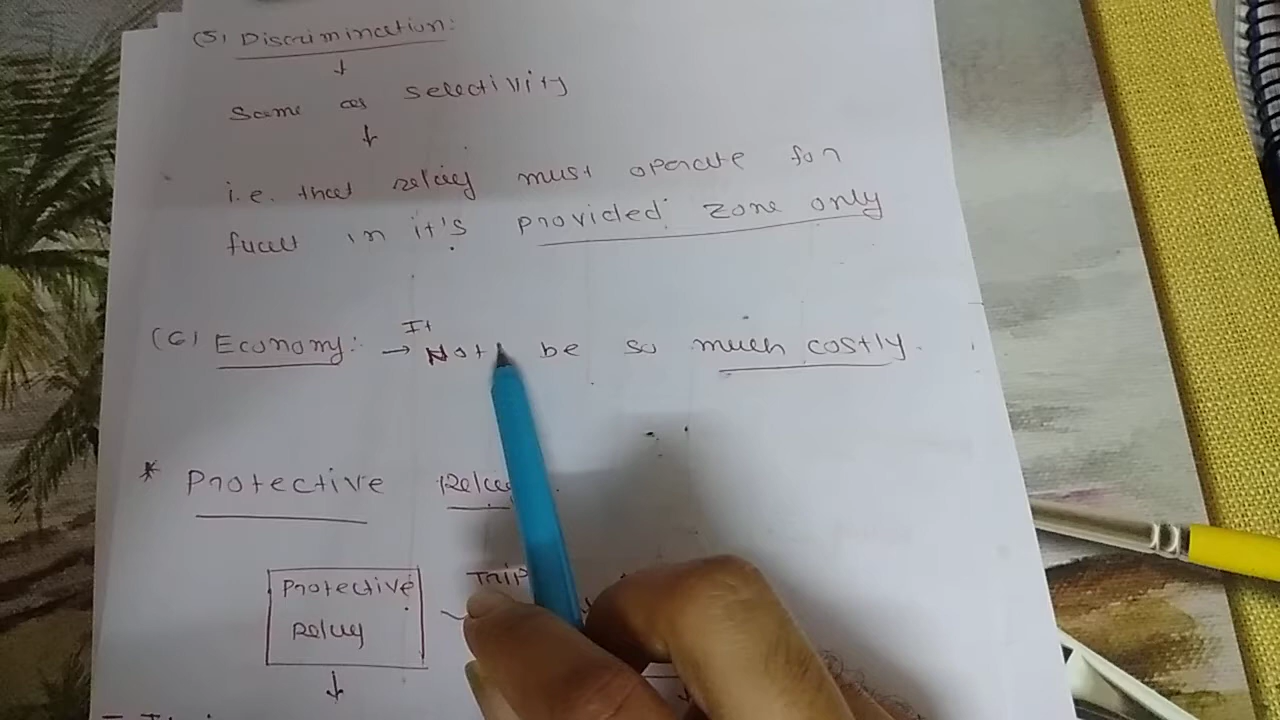 (5) Discrimination:
Same as selectivity
i.e. that relay must operate for
fault in it's provided zone only
It
(6) Economy: → Not be so much costly.
* Protective
Protective Trip
Relay